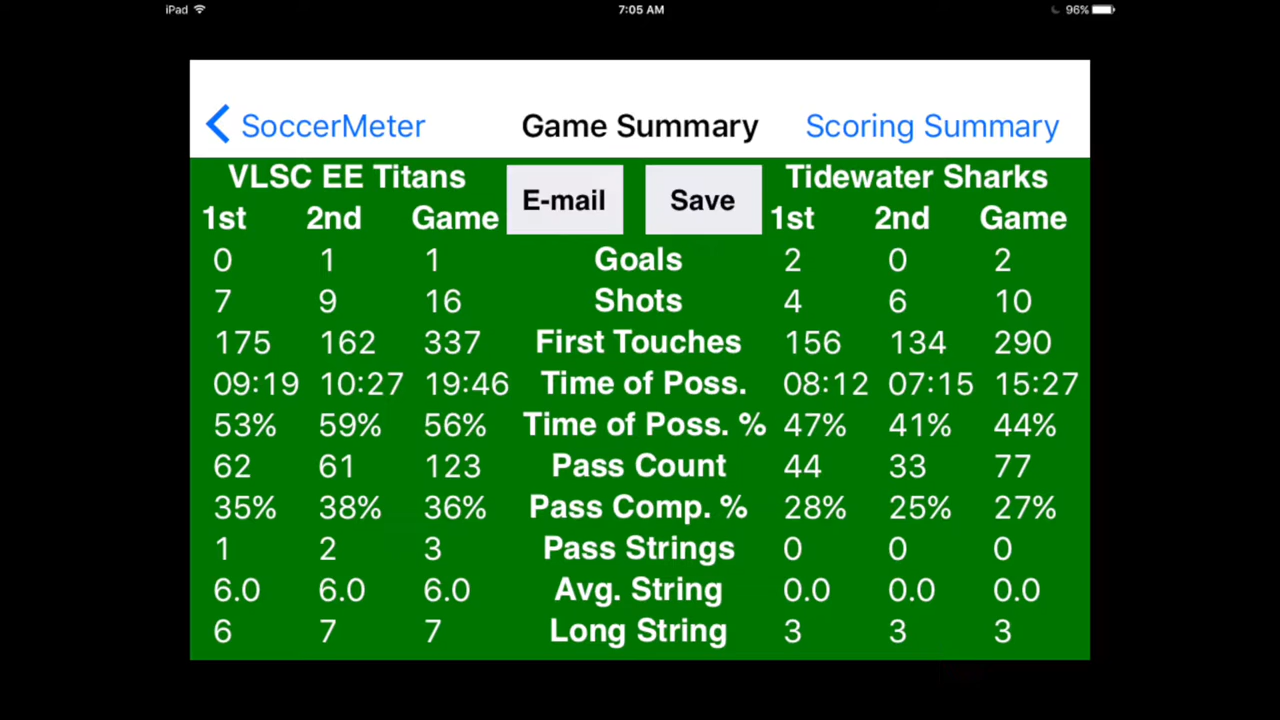 iPad 7:05 AM 96%
SoccerMeter Game Summary Scoring Summary
VLSC EE Titans E-mail Save Tidewater Sharks
1st 2nd Game 1st 2nd Game
0 1 1 Goals 2 0 2
7 9 16 Shots 4 6 10
175 162 337 First Touches 156 134 290
09:19 10:27 19:46 Time of Poss. 08:12 07:15 15:27
53% 59% 56% Time of Poss. % 47% 41% 44%
62 61 123 Pass Count 44 33 77
35% 38% 36% Pass Comp. % 28% 25% 27%
1 2 3 Pass Strings 0 0 0
6.0 6.0 6.0 Avg. String 0.0 0.0 0.0
6 7 7 Long String 3 3 3